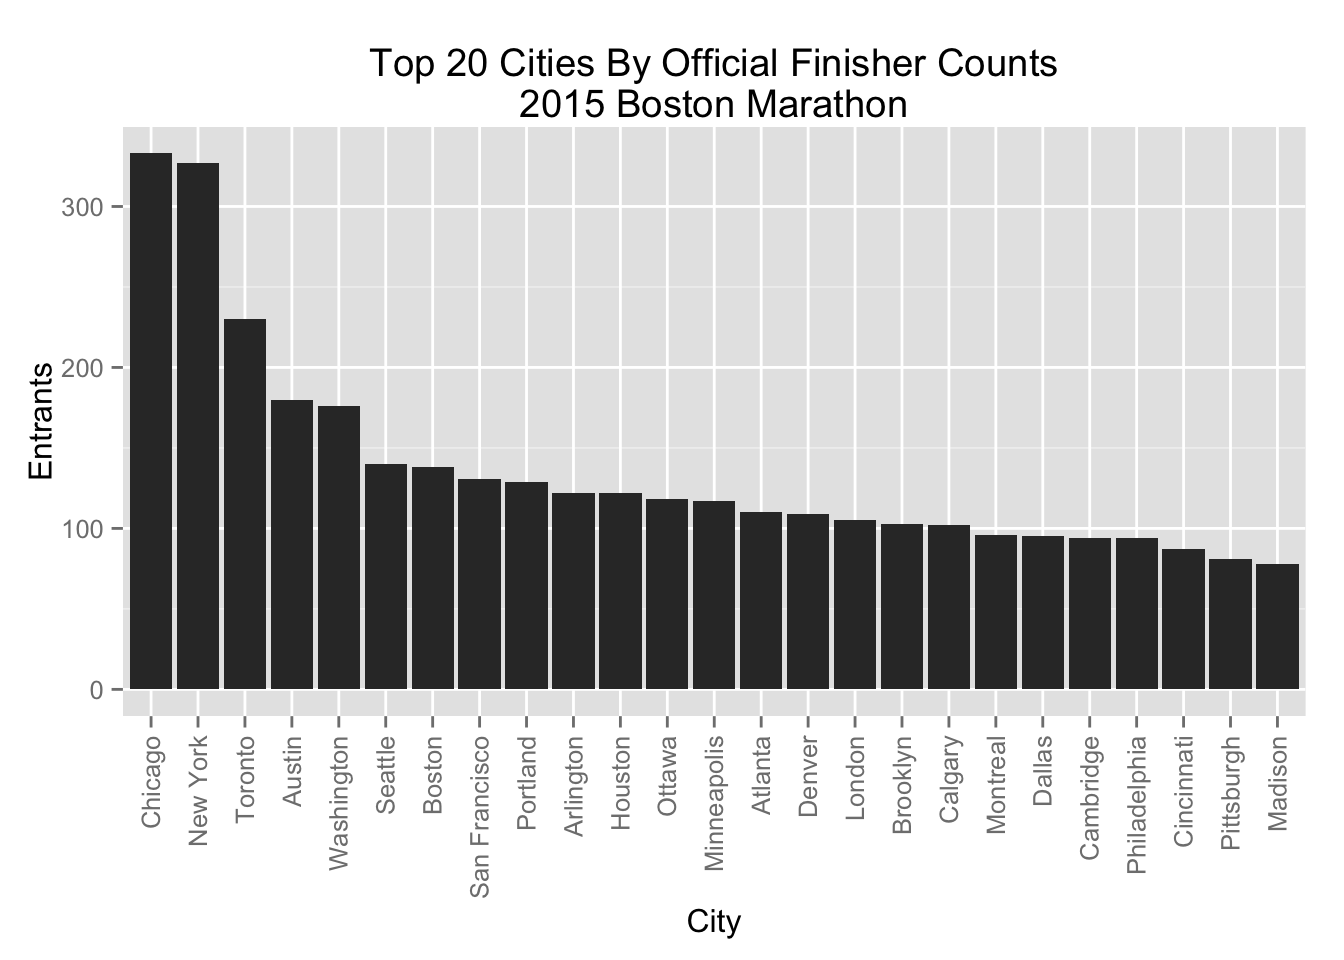 Top 20 Cities By Official Finisher Counts
2015 Boston Marathon
Entrants
300
200
100
0
Chicago
New York
Toronto
Austin
Washington
Seattle
Boston
San Francisco
Portland
Arlington
Houston
Ottawa
Minneapolis
Atlanta
Denver
London
Brooklyn
Calgary
Montreal
Dallas
Cambridge
Philadelphia
Cincinnati
Pittsburgh
Madison
City